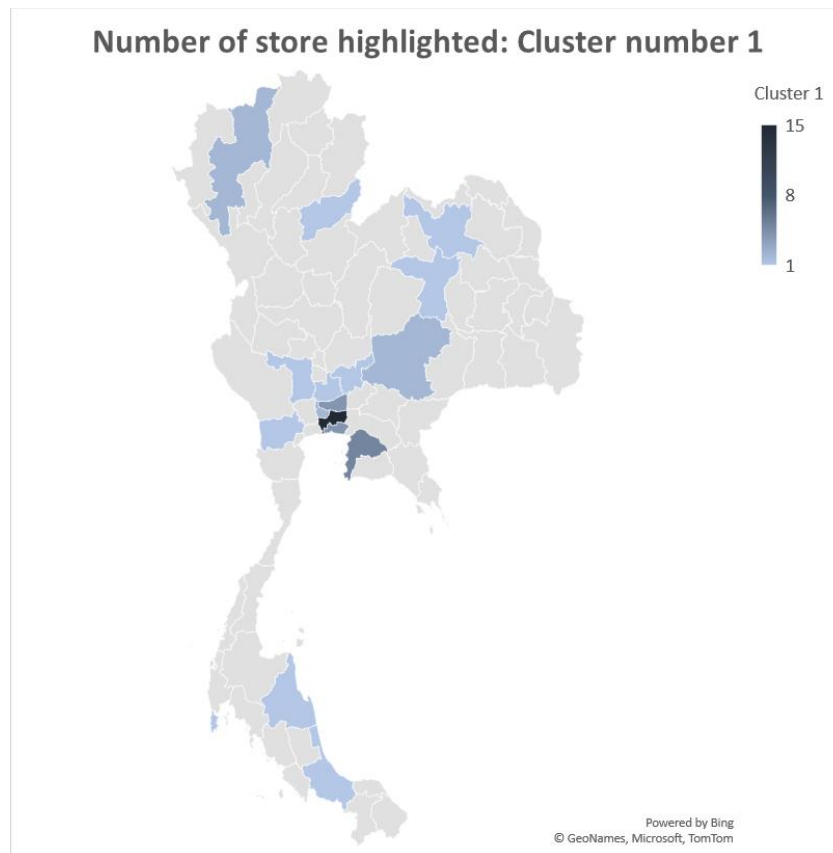 Number of store highlighted: Cluster number 1
Cluster 1
15
8
1
Powered by Bing
© GeoNames, Microsoft, TomTom